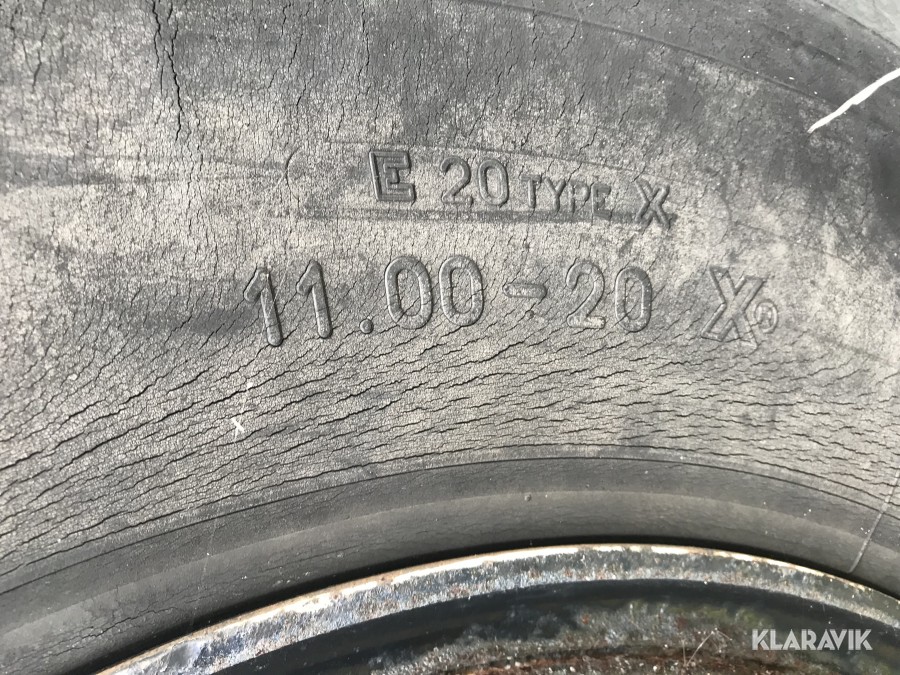 E 20 TYPE X
11.00-20 X
KLARAVIK